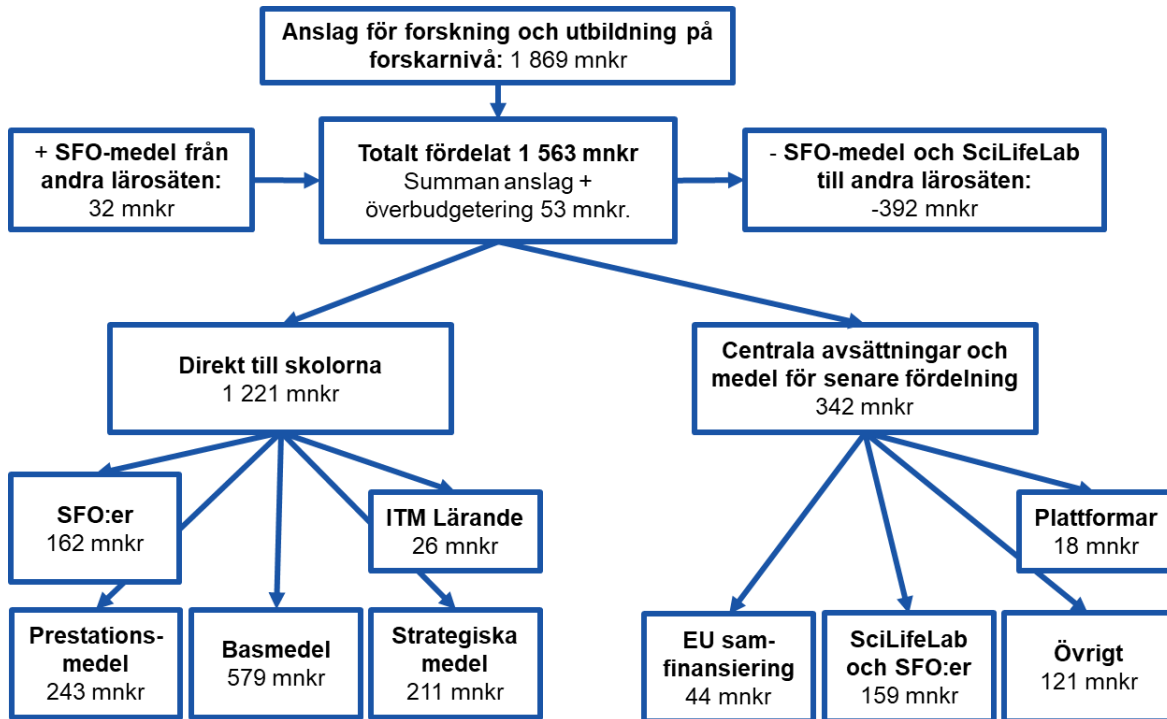 Anslag för forskning och utbildning på
forskarnivå: 1 869 mnkr
+ SFO-medel från
andra lärosäten:
32 mnkr
Totalt fördelat 1 563 mnkr
Summan anslag +
överbudgetering 53 mnkr.
- SFO-medel och SciLifeLab
till andra lärosäten:
-392 mnkr
Direkt till skolorna
1 221 mnkr
Centrala avsättningar och
medel för senare fördelning
342 mnkr
SFO:er
162 mnkr
ITM Lärande
26 mnkr
Plattformar
18 mnkr
Prestations-
medel
243 mnkr
Basmedel
579 mnkr
Strategiska
medel
211 mnkr
EU sam-
finansiering
44 mnkr
SciLifeLab
och SFO:er
159 mnkr
Övrigt
121 mnkr